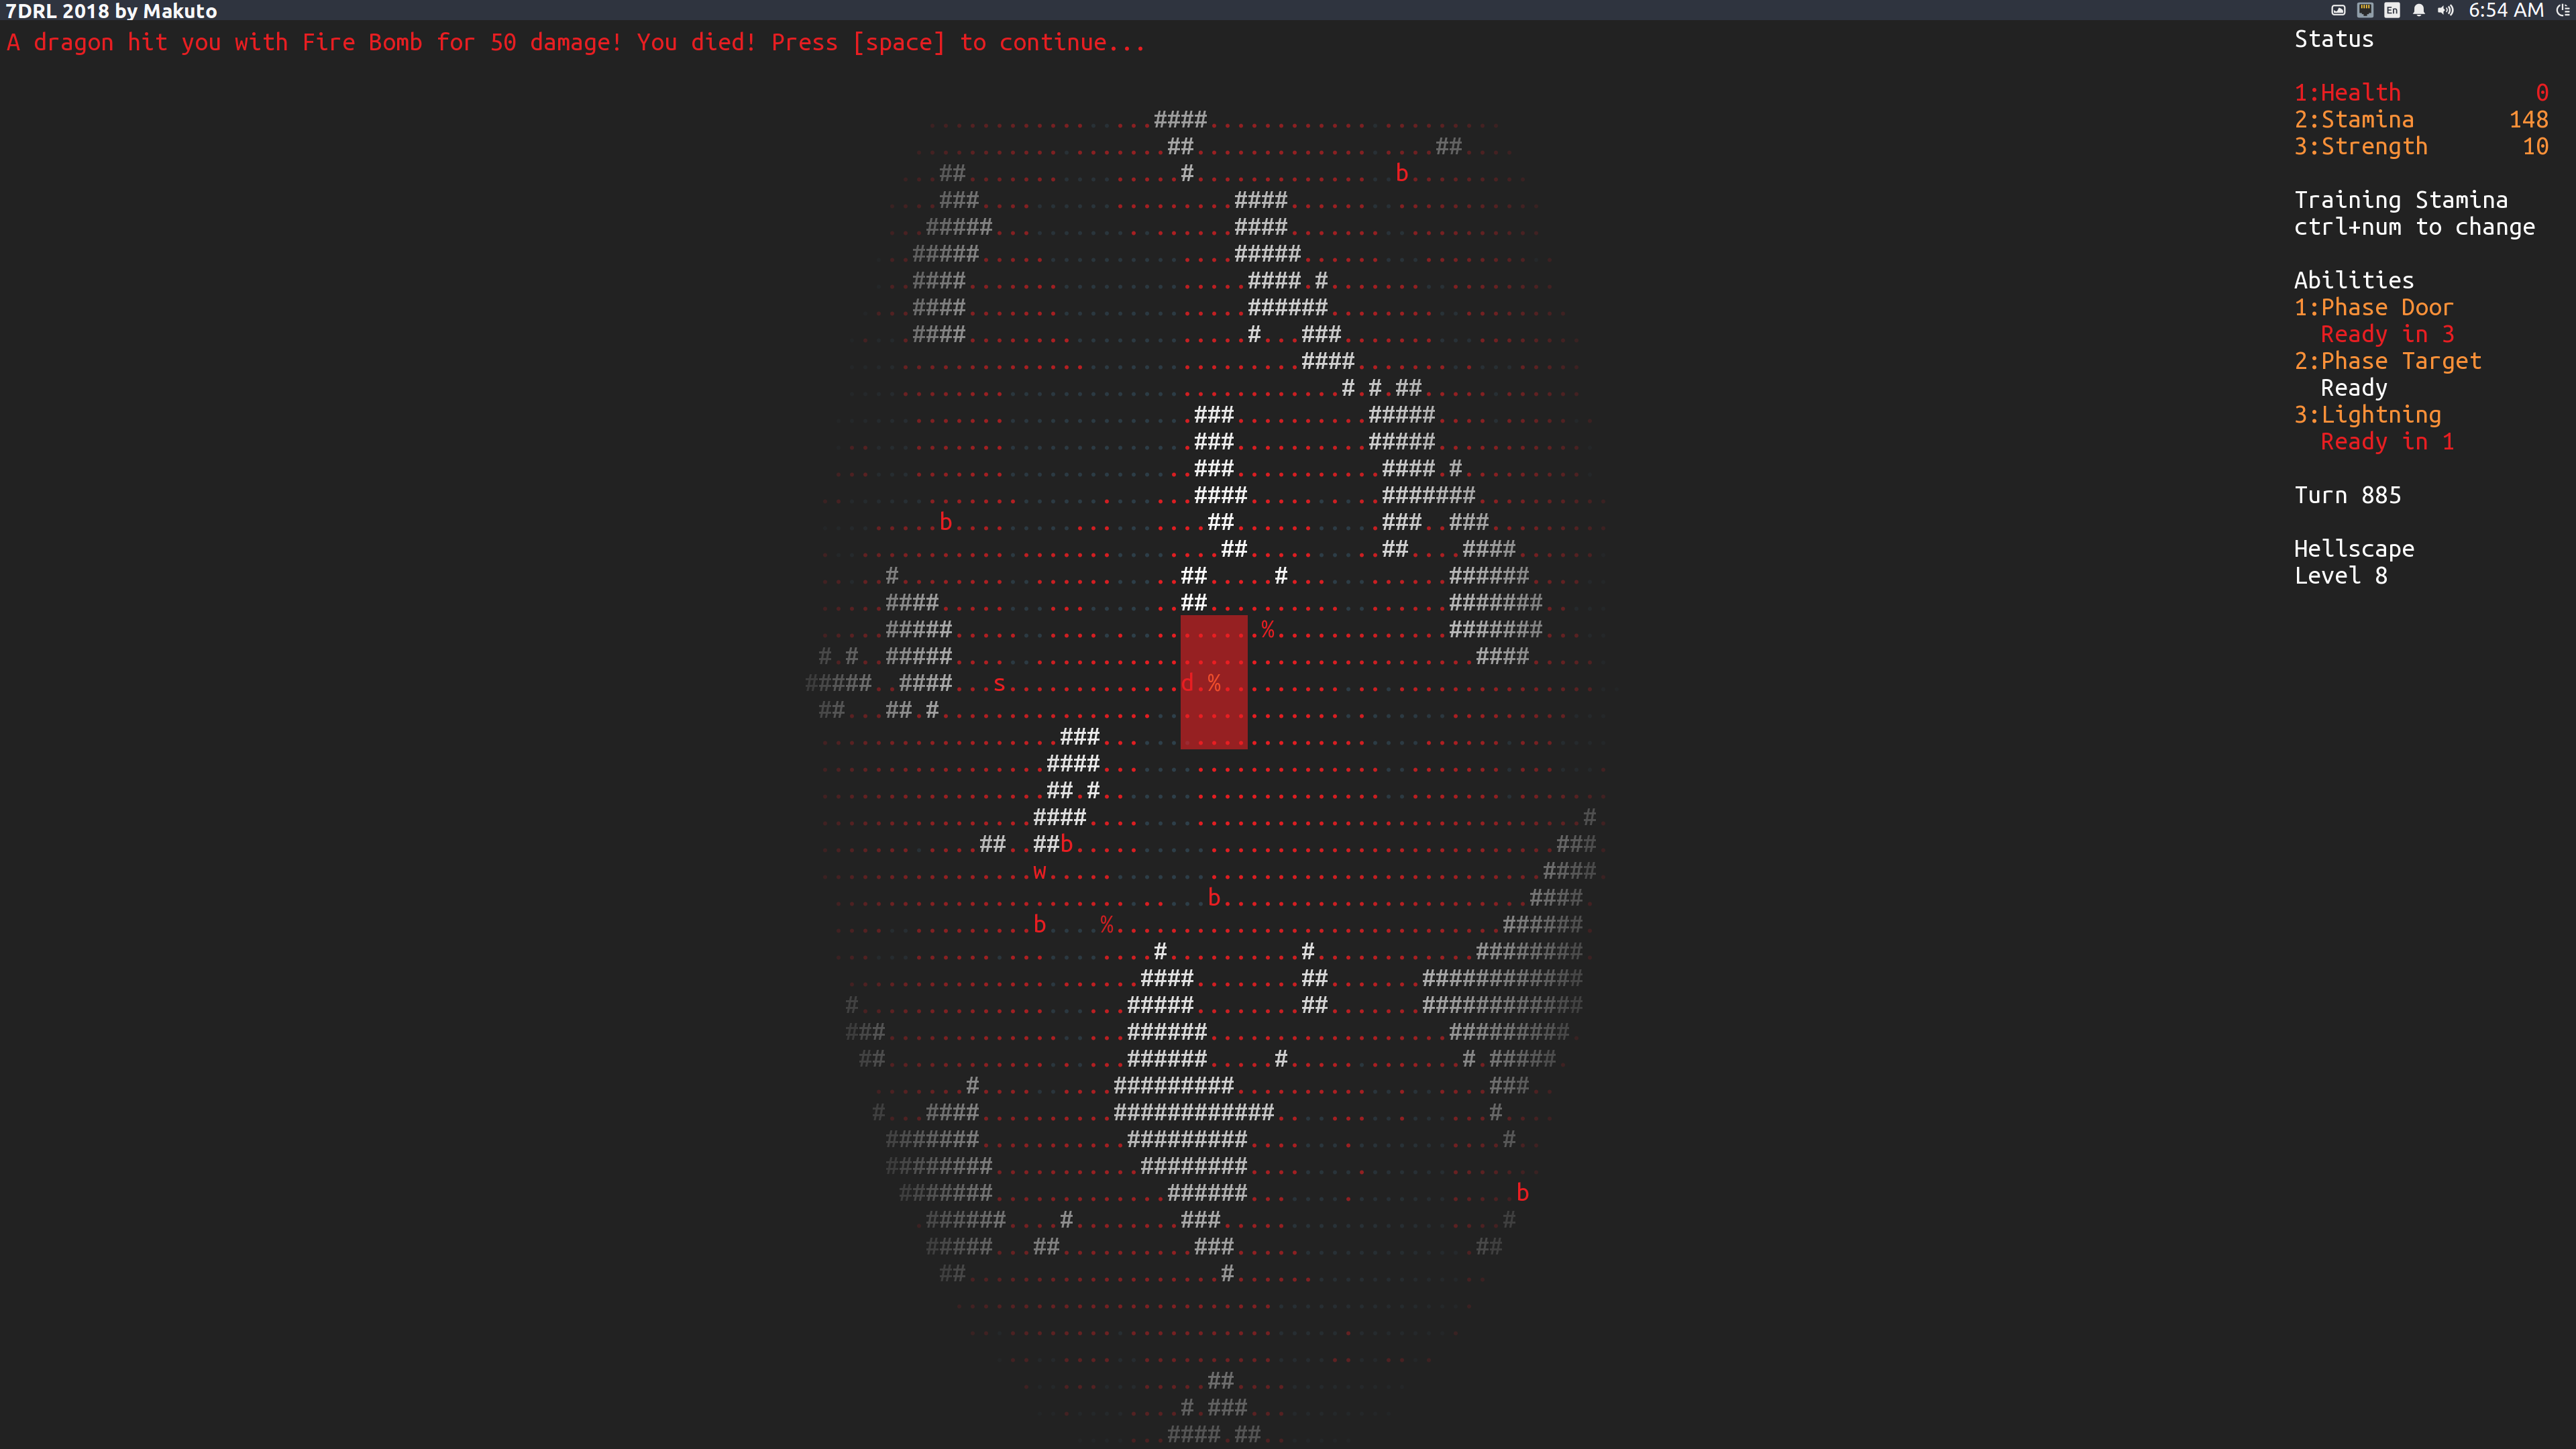 7DRL 2018 by Makuto
En
6:54 AM
A dragon hit you with Fire Bomb for 50 damage! You died! Press [space] to continue...
Status
1:Health 0
2:Stamina 148
3:Strength 10
Training Stamina
ctrl+num to change
Abilities
1:Phase Door
Ready in 3
2:Phase Target
Ready
3:Lightning
Ready in 1
Turn 885
Hellscape
Level 8
b
b
%
s
d
%
b
w
b
b
%
b